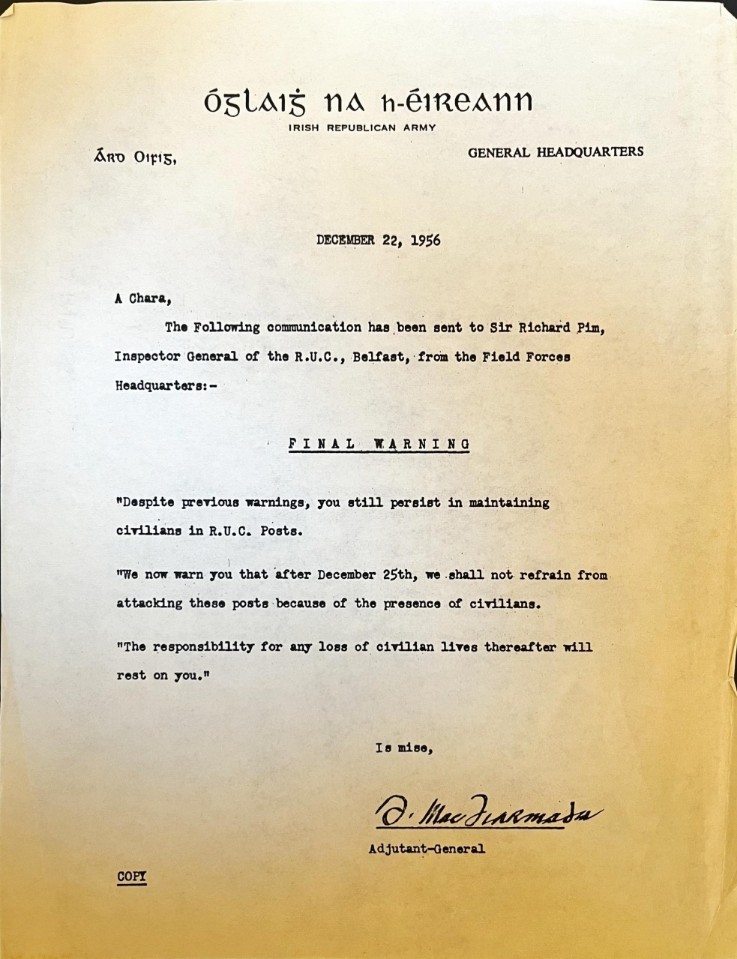 Óglaiġ na h-Éireann
IRISH REPUBLICAN ARMY
Árd Oifig,
GENERAL HEADQUARTERS
DECEMBER 22, 1956
A Chara,
The Following communication has been sent to Sir Richard Pim,
Inspector General of the R.U.C., Belfast, from the Field Forces
Headquarters:-
FINAL WARNING
"Despite previous warnings, you still persist in maintaining
civilians in R.U.C. Posts.
"We now warn you that after December 25th, we shall not refrain from
attacking these posts because of the presence of civilians.
"The responsibility for any loss of civilian lives thereafter will
rest on you."
Is mise,
Mac Diarmada
Adjutant-General
COPY